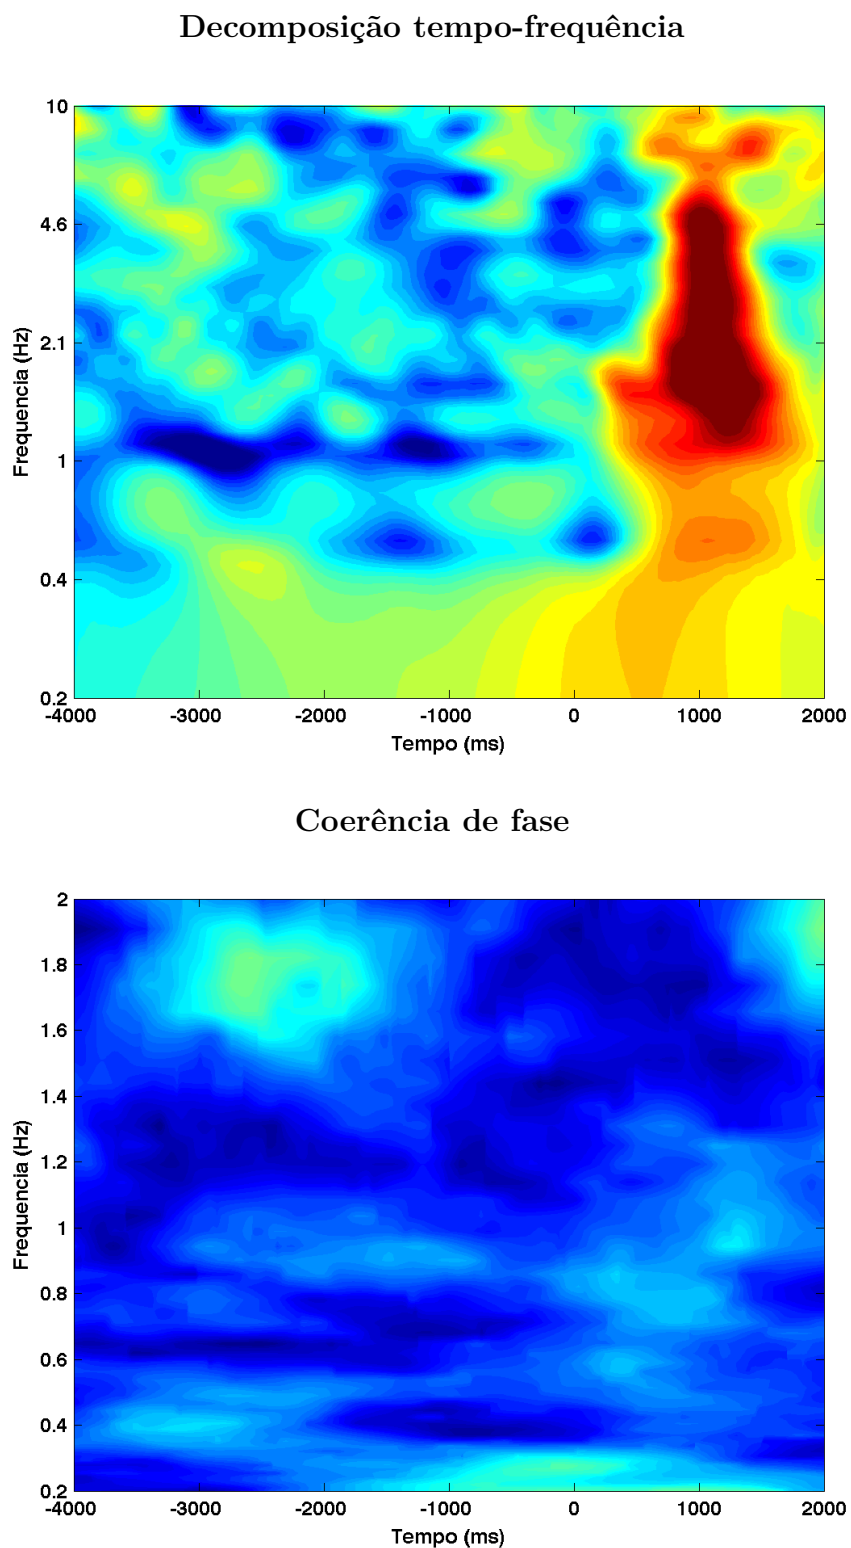 Decomposição tempo-frequência
10
4.6
2.1
1
0.4
0.2
Frequencia (Hz)
-4000 -3000 -2000 -1000 0 1000 2000
Tempo (ms)
Coerência de fase
2
1.8
1.6
1.4
1.2
1
0.8
0.6
0.4
0.2
Frequencia (Hz)
-4000 -3000 -2000 -1000 0 1000 2000
Tempo (ms)